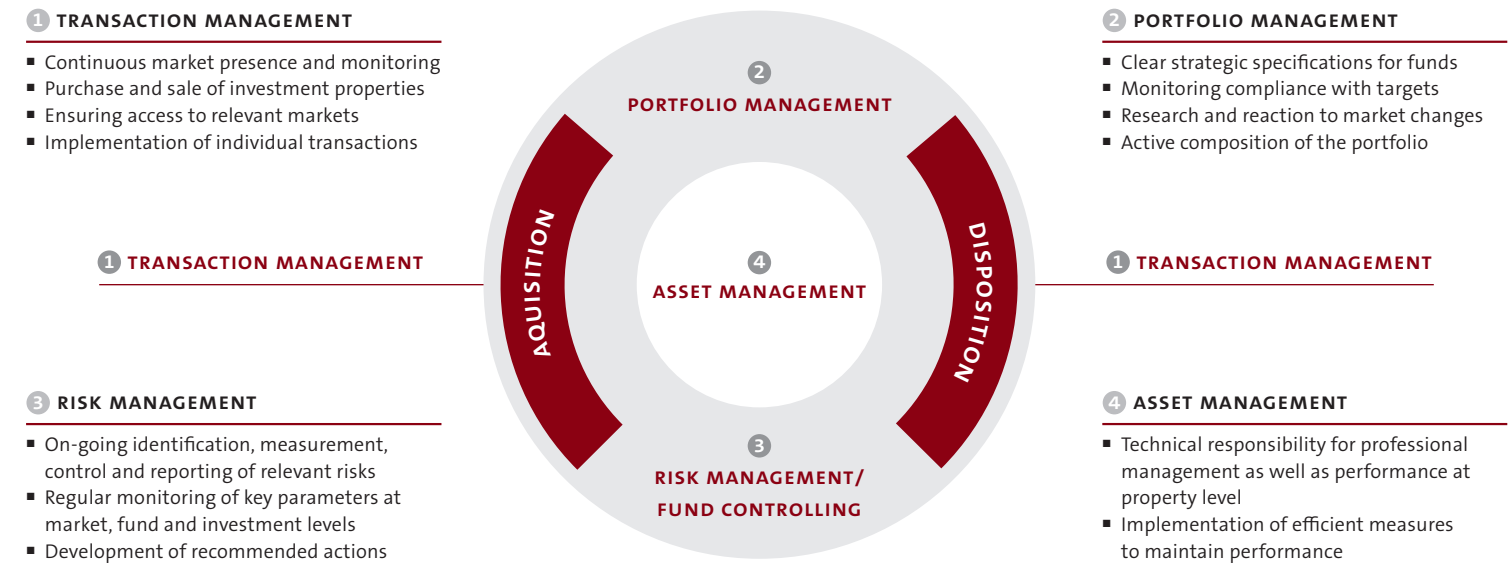 1 TRANSACTION MANAGEMENT
▪ Continuous market presence and monitoring
▪ Purchase and sale of investment properties
▪ Ensuring access to relevant markets
▪ Implementation of individual transactions
2 PORTFOLIO MANAGEMENT
▪ Clear strategic specifications for funds
▪ Monitoring compliance with targets
▪ Research and reaction to market changes
▪ Active composition of the portfolio
2
PORTFOLIO MANAGEMENT
1 TRANSACTION MANAGEMENT
AQUISITION
4
ASSET MANAGEMENT
DISPOSITION
1 TRANSACTION MANAGEMENT
3
RISK MANAGEMENT/
FUND CONTROLLING
3 RISK MANAGEMENT
▪ On-going identification, measurement,
control and reporting of relevant risks
▪ Regular monitoring of key parameters at
market, fund and investment levels
▪ Development of recommended actions
4 ASSET MANAGEMENT
▪ Technical responsibility for professional
management as well as performance at
property level
▪ Implementation of efficient measures
to maintain performance